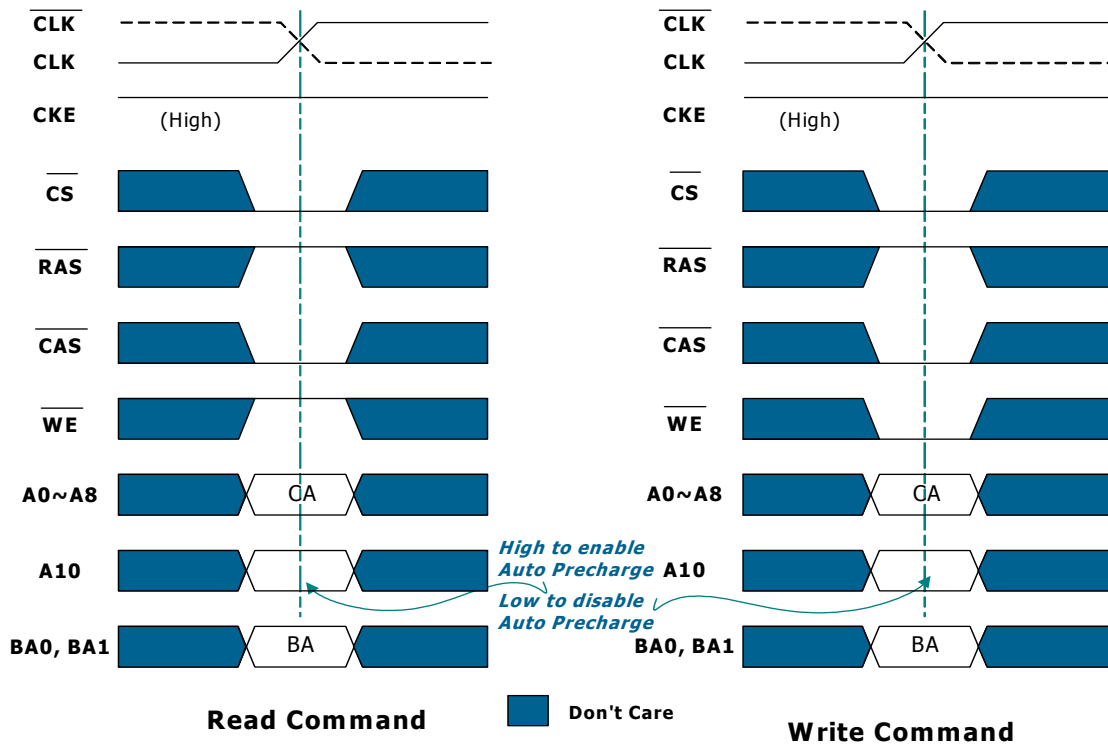 CLK
CLK
CKE
(High)
CS
RAS
CAS
WE
A0~A8
CA
A10
BA0, BA1
BA
Read Command
High to enable
Auto Precharge
Low to disable
Auto Precharge
Don't Care
CLK
CLK
CKE
(High)
CS
RAS
CAS
WE
A0~A8
CA
A10
BA0, BA1
BA
Write Command